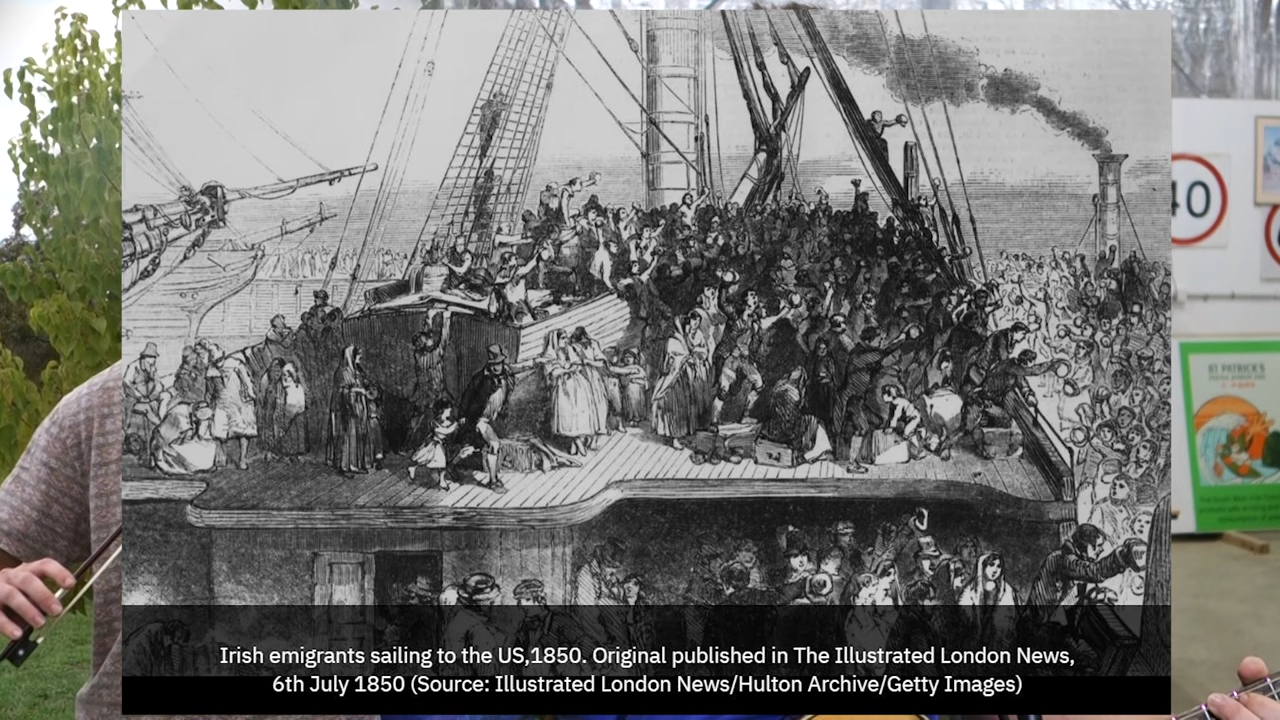 40
ST PATRICK'S
Irish emigrants sailing to the US,1850. Original published in The Illustrated London News,
6th July 1850 (Source: Illustrated London News/Hulton Archive/Getty Images)